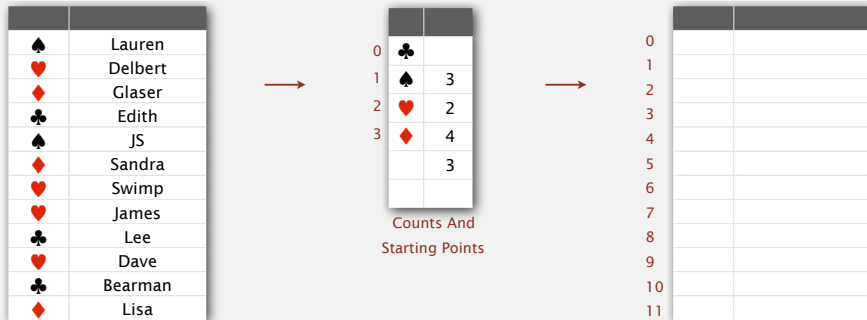 ♠ Lauren
♥ Delbert
♦ Glaser
♣ Edith
♠ JS
♦ Sandra
♥ Swimp
♥ James
♣ Lee
♥ Dave
♣ Bearman
♦ Lisa
0 ♣
1 ♠ 3
2 ♥ 2
3 ♦ 4
3
Counts And
Starting Points
0
1
2
3
4
5
6
7
8
9
10
11